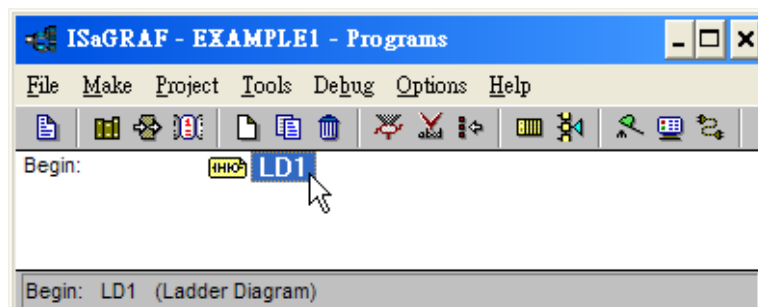 ISaGRAF - EXAMPLE1 - Programs
File Make Project Tools Debug Options Help
Begin: LD1
Begin: LD1 (Ladder Diagram)